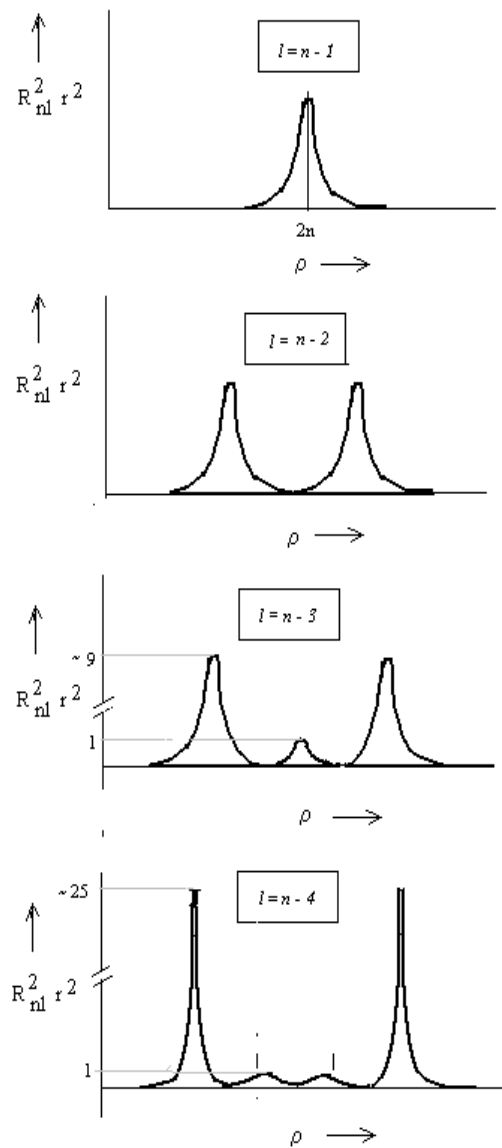 l = n - 1
R²nl r²
2n
ρ
l = n - 2
R²nl r²
ρ
l = n - 3
~ 9
R²nl r²
1
ρ
l = n - 4
~ 25
R²nl r²
1
ρ